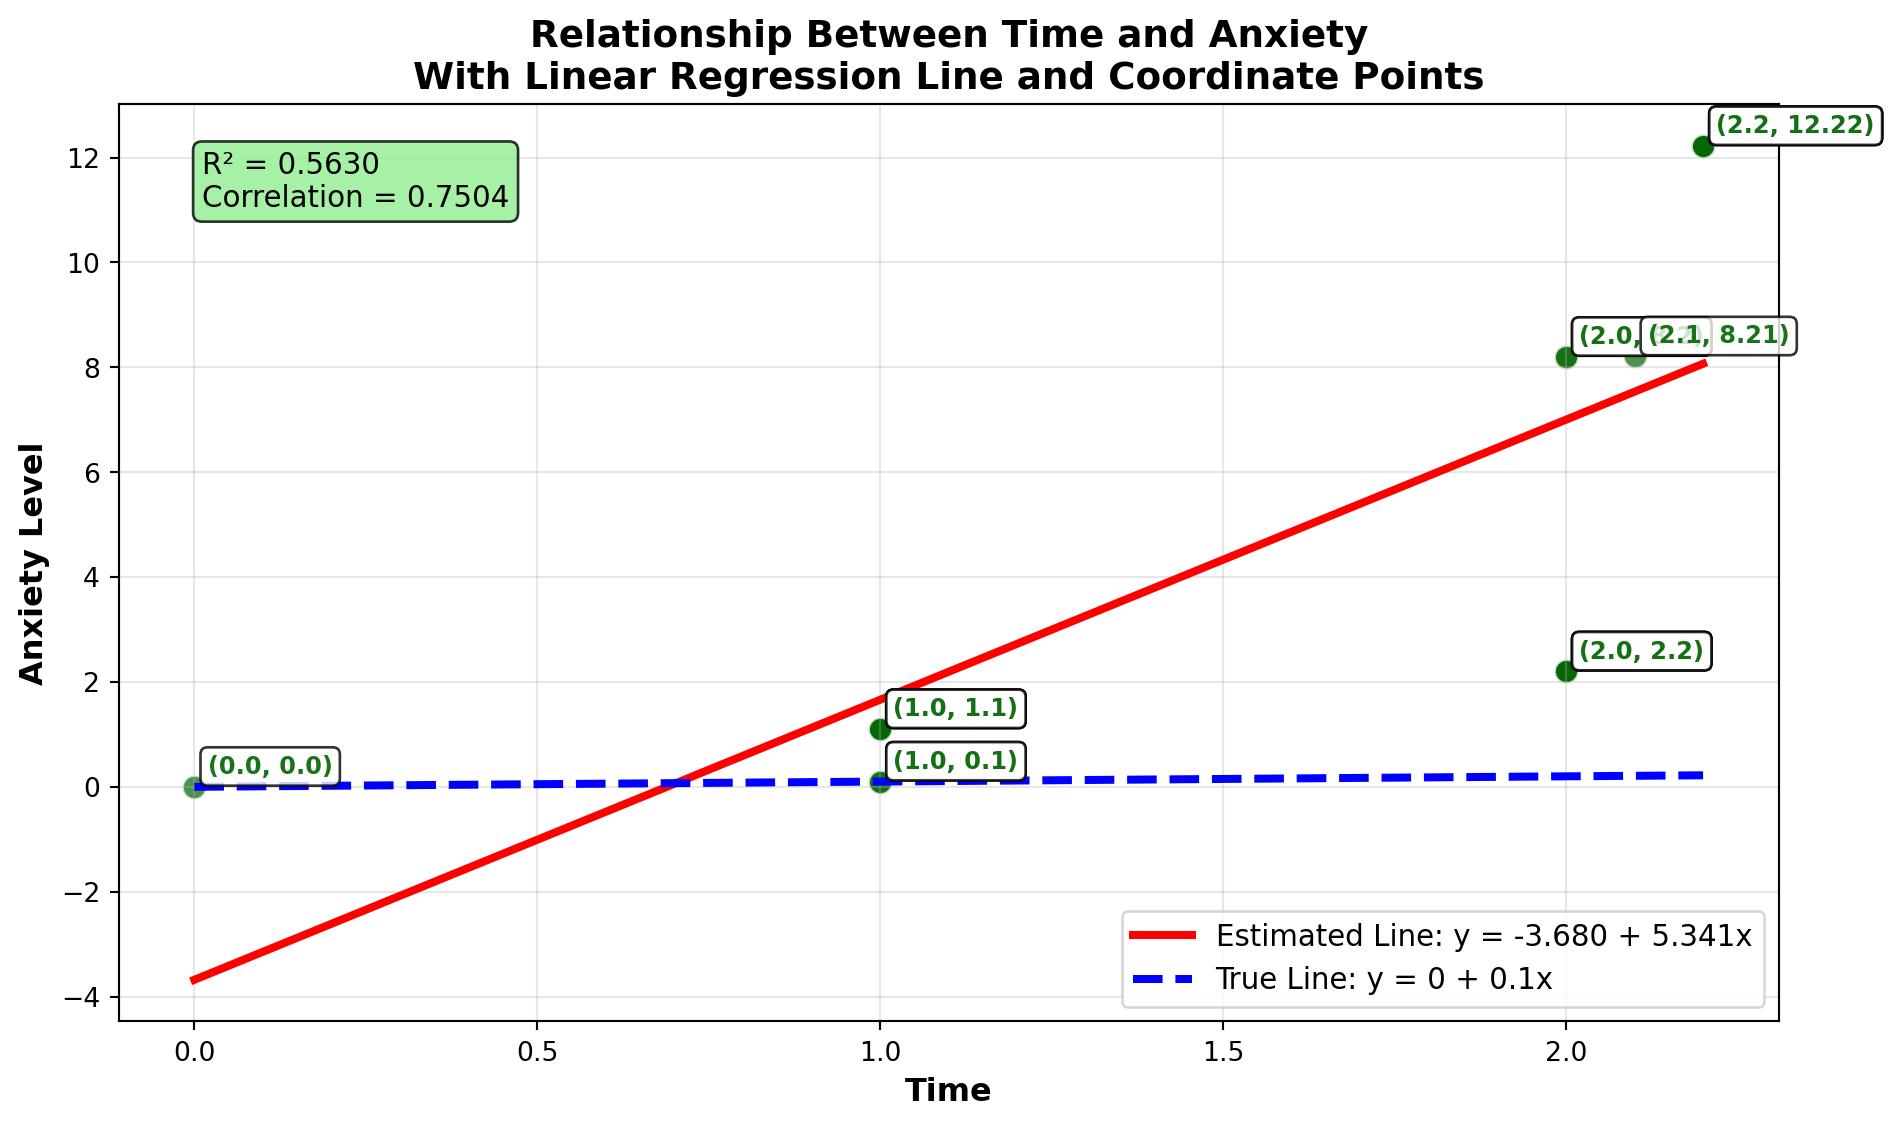 Relationship Between Time and Anxiety
With Linear Regression Line and Coordinate Points
R² = 0.5630
Correlation = 0.7504
(2.2, 12.22)
(2.0,
(2.1, 8.21)
(2.0, 2.2)
(1.0, 1.1)
(1.0, 0.1)
(0.0, 0.0)
Anxiety Level
12
10
8
6
4
2
0
−2
−4
Estimated Line: y = -3.680 + 5.341x
True Line: y = 0 + 0.1x
0.0
0.5
1.0
1.5
2.0
Time